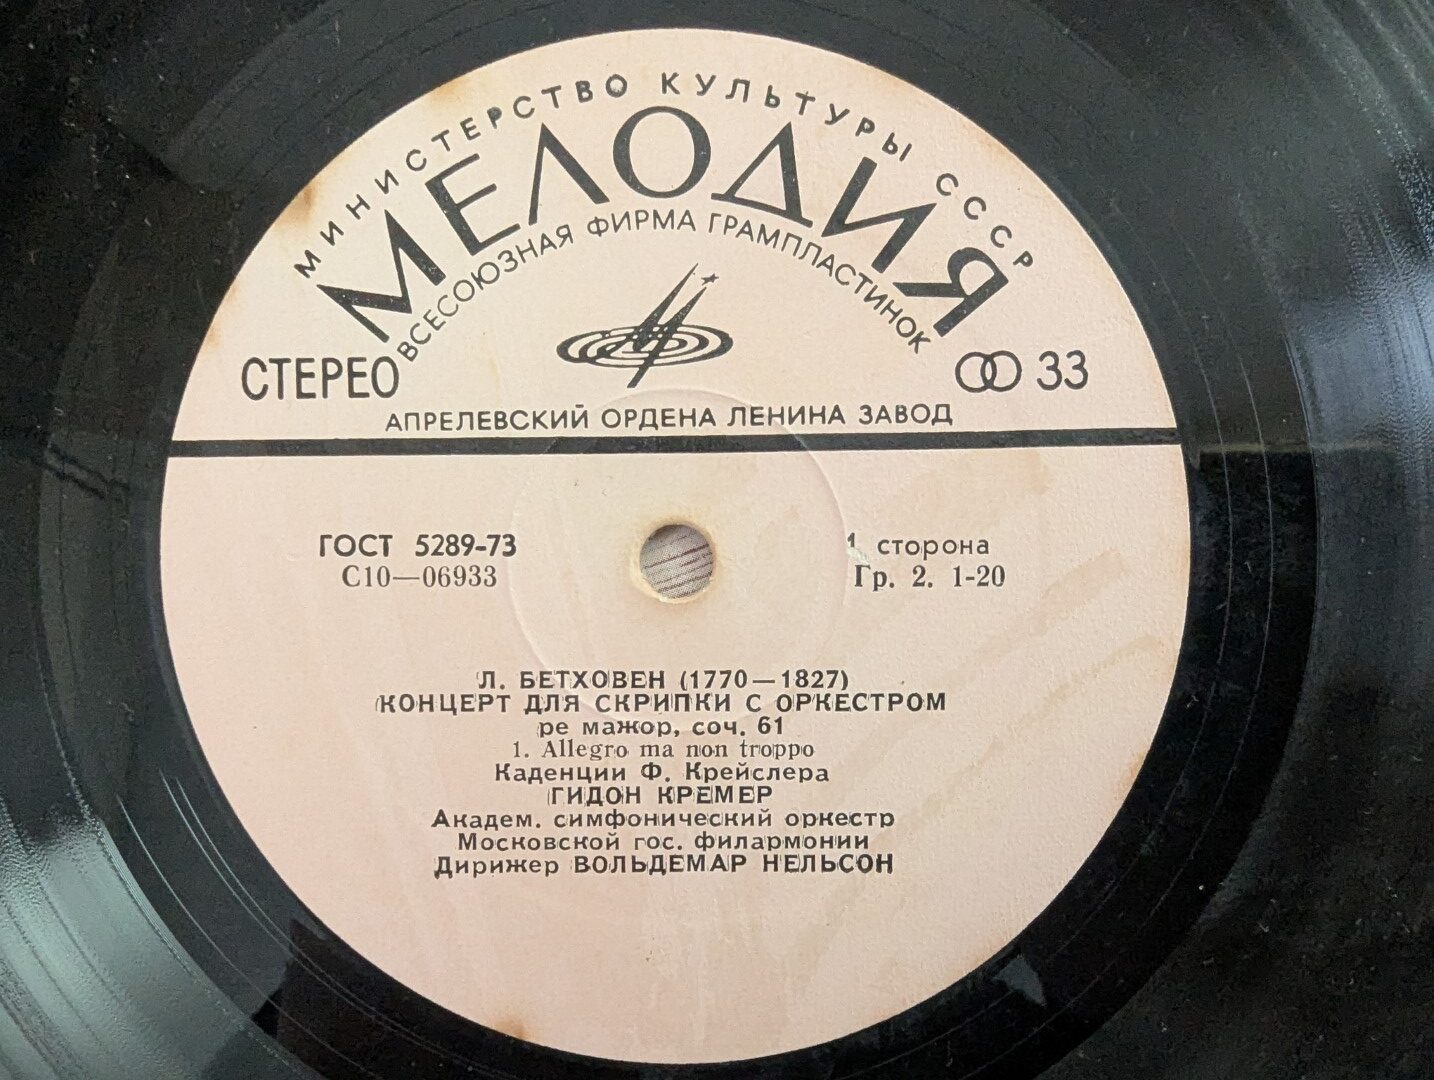 МИНИСТЕРСТВО КУЛЬТУРЫ СССР
МЕЛОДИЯ
ВСЕСОЮЗНАЯ ФИРМА ГРАМПЛАСТИНОК
СТЕРЕО 33
АПРЕЛЕВСКИЙ ОРДЕНА ЛЕНИНА ЗАВОД
ГОСТ 5289-73 1 сторона
С10—06933 Гр. 2. 1-20
Л. БЕТХОВЕН (1770—1827)
КОНЦЕРТ ДЛЯ СКРИПКИ С ОРКЕСТРОМ
ре мажор, соч. 61
1. Allegro ma non troppo
Каденции Ф. Крейслера
ГИДОН КРЕМЕР
Академ. симфонический оркестр
Московской гос. филармонии
Дирижер ВОЛЬДЕМАР НЕЛЬСОН